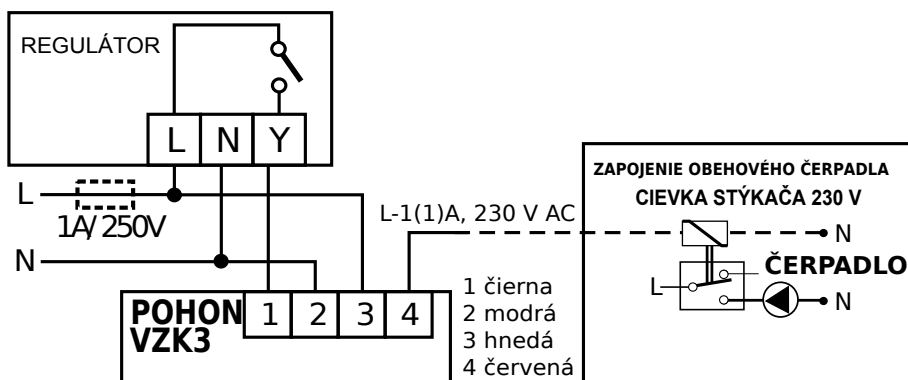 REGULÁTOR
L N Y
L
1A/250V
N
L-1(1)A, 230 V AC
POHON
VZK3
1 2 3 4
1 čierna
2 modrá
3 hnedá
4 červená
ZAPOJENIE OBEHOVÉHO ČERPADLA
CIEVKA STÝKAČA 230 V
N
ČERPADLO
L
N